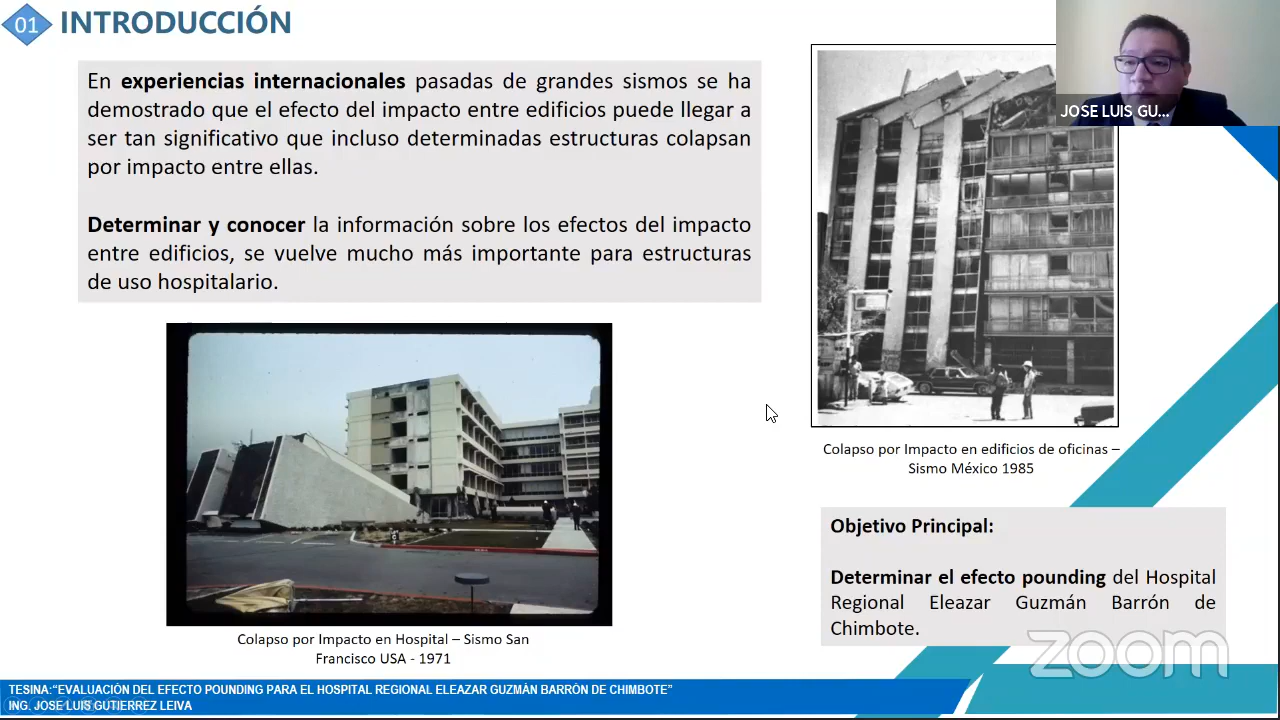 01 INTRODUCCIÓN
En experiencias internacionales pasadas de grandes sismos se ha
demostrado que el efecto del impacto entre edificios puede llegar a
ser tan significativo que incluso determinadas estructuras colapsan
por impacto entre ellas.
Determinar y conocer la información sobre los efectos del impacto
entre edificios, se vuelve mucho más importante para estructuras
de uso hospitalario.
JOSE LUIS GU...
Colapso por Impacto en edificios de oficinas –
Sismo México 1985
Colapso por Impacto en Hospital – Sismo San
Francisco USA - 1971
Objetivo Principal:
Determinar el efecto pounding del Hospital
Regional Eleazar Guzmán Barrón de
Chimbote.
zoom
TESINA:“EVALUACIÓN DEL EFECTO POUNDING PARA EL HOSPITAL REGIONAL ELEAZAR GUZMÁN BARRÓN DE CHIMBOTE”
ING. JOSE LUIS GUTIERREZ LEIVA